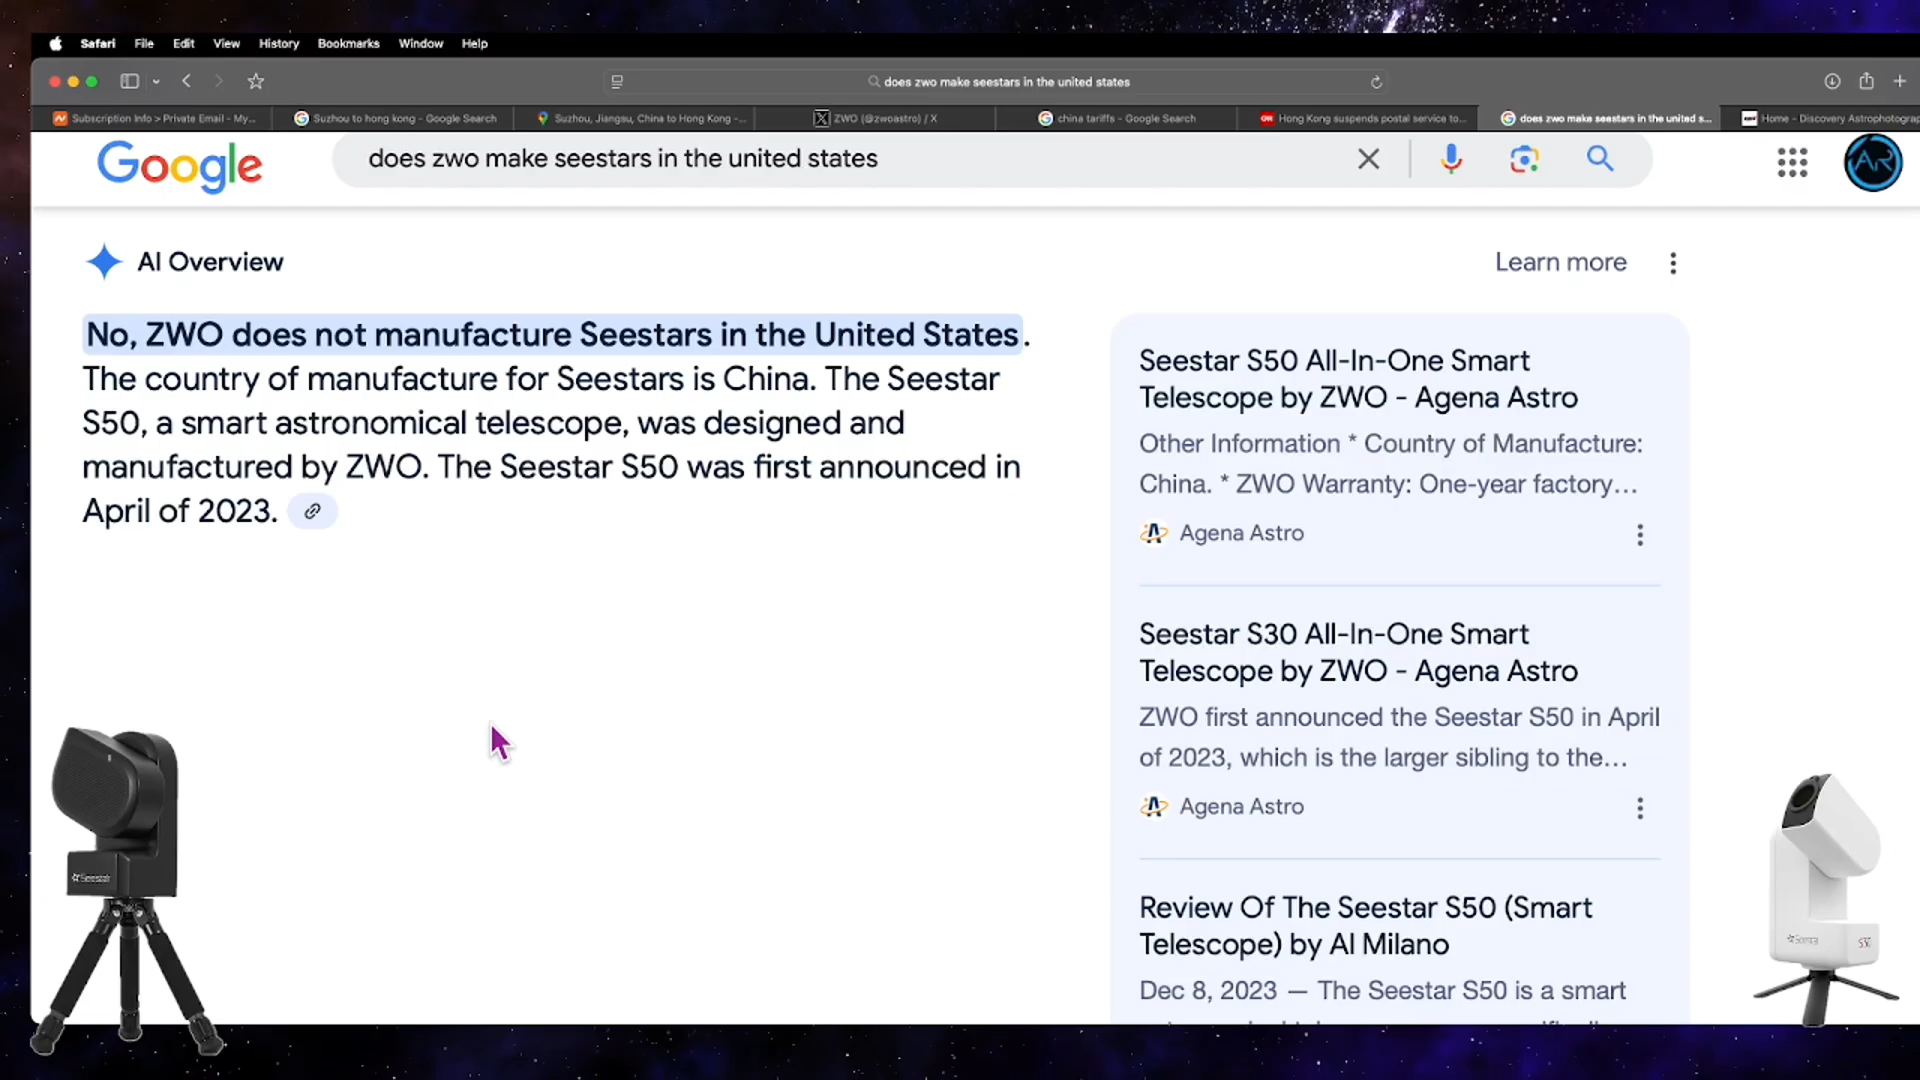 Safari File Edit View History Bookmarks Window Help
does zwo make seestars in the united states
Subscription Info > Private Email - My...
Suzhou to hong kong - Google Search
Suzhou, Jiangsu, China to Hong Kong -...
ZWO (@zwoastro) / X
china tariffs - Google Search
Hong Kong suspends postal service to...
does zwo make seestars in the united s...
Home - Discovery Astrophotograp
Google
does zwo make seestars in the united states
AR
AI Overview
Learn more
No, ZWO does not manufacture Seestars in the United States.
The country of manufacture for Seestars is China. The Seestar
S50, a smart astronomical telescope, was designed and
manufactured by ZWO. The Seestar S50 was first announced in
April of 2023.
Seestar S50 All-In-One Smart
Telescope by ZWO - Agena Astro
Other Information * Country of Manufacture:
China. * ZWO Warranty: One-year factory...
Agena Astro
Seestar S30 All-In-One Smart
Telescope by ZWO - Agena Astro
ZWO first announced the Seestar S50 in April
of 2023, which is the larger sibling to the...
Agena Astro
Review Of The Seestar S50 (Smart
Telescope) by Al Milano
Dec 8, 2023 — The Seestar S50 is a smart
Seestar
Seestar
S30